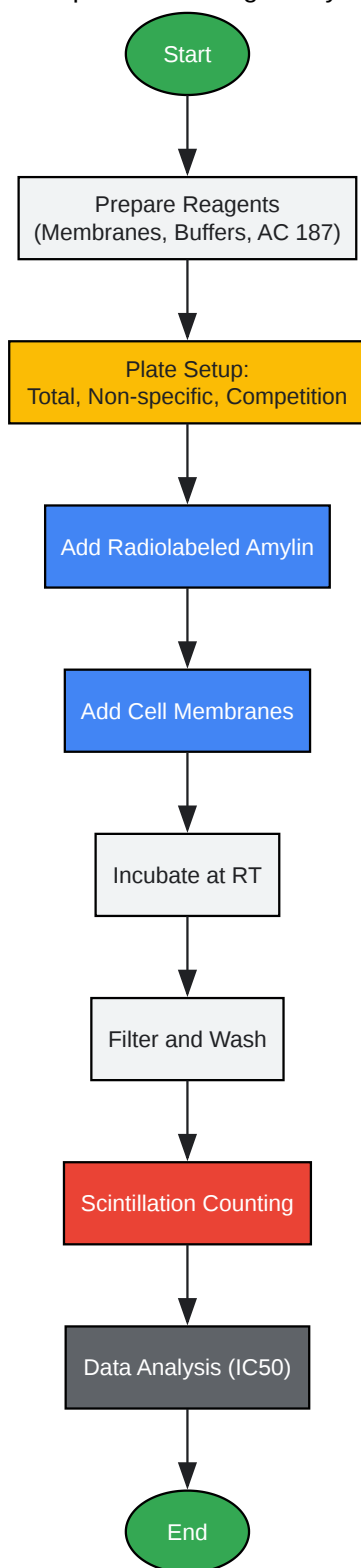 Start
Prepare Reagents
(Membranes, Buffers, AC 187)
Plate Setup:
Total, Non-specific, Competition
Add Radiolabeled Amylin
Add Cell Membranes
Incubate at RT
Filter and Wash
Scintillation Counting
Data Analysis (IC50)
End